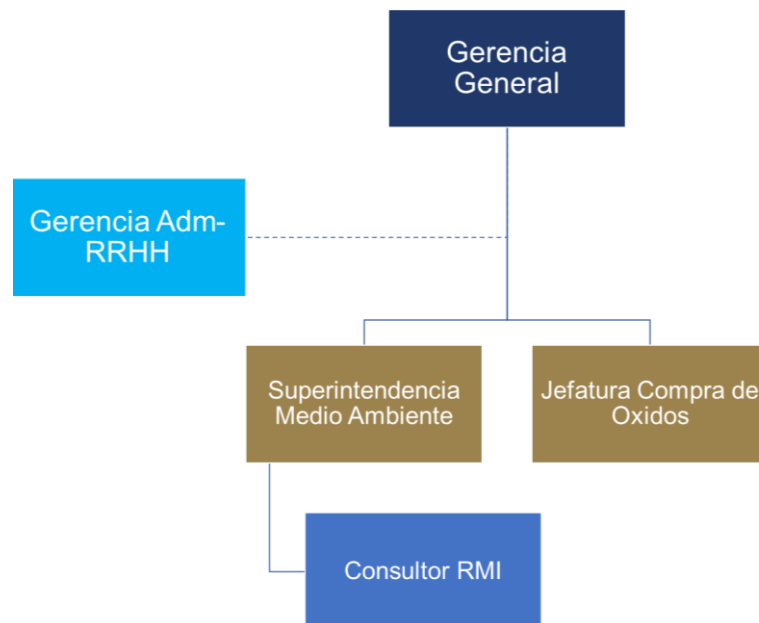 Gerencia
General
Gerencia Adm-
RRHH
Superintendencia
Medio Ambiente
Jefatura Compra de
Oxidos
Consultor RMI